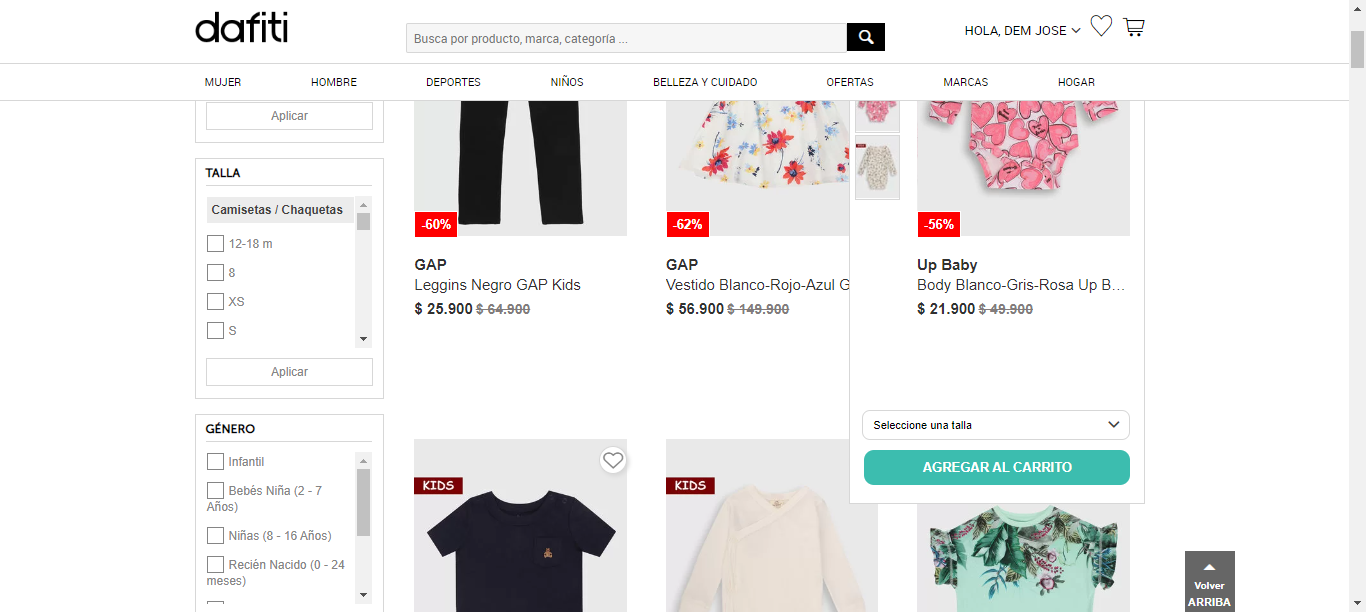 dafiti
Busca por producto, marca, categoría ...
HOLA, DEM JOSE
MUJER
HOMBRE
DEPORTES
NIÑOS
BELLEZA Y CUIDADO
OFERTAS
MARCAS
HOGAR
Aplicar
TALLA
Camisetas / Chaquetas
12-18 m
8
XS
S
Aplicar
GÉNERO
Infantil
Bebés Niña (2 - 7
Años)
Niñas (8 - 16 Años)
Recién Nacido (0 - 24
meses)
-60%
GAP
Leggins Negro GAP Kids
$ 25.900 $ 64.900
-62%
GAP
Vestido Blanco-Rojo-Azul G
$ 56.900 $ 149.900
-56%
Up Baby
Body Blanco-Gris-Rosa Up B...
$ 21.900 $ 49.900
Seleccione una talla
AGREGAR AL CARRITO
KIDS
KIDS
Volver
ARRIBA